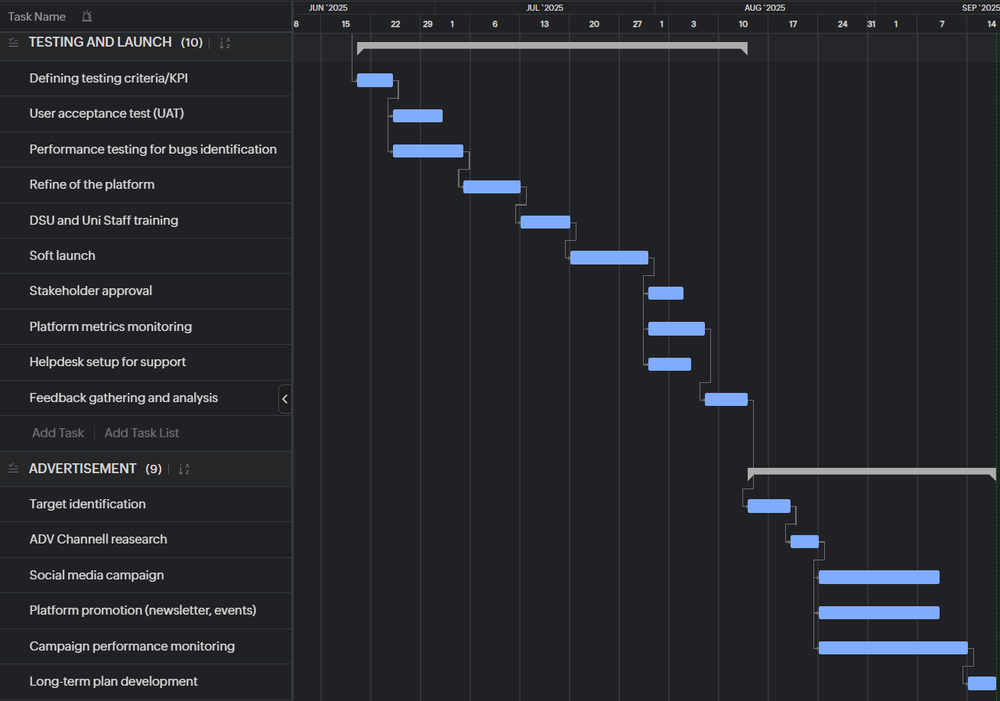 Task Name
JUN `2025 JUL `2025 AUG `2025 SEP `2025
8 15 22 29 1 6 13 20 27 1 3 10 17 24 31 1 7 14
TESTING AND LAUNCH (10)
Defining testing criteria/KPI
User acceptance test (UAT)
Performance testing for bugs identification
Refine of the platform
DSU and Uni Staff training
Soft launch
Stakeholder approval
Platform metrics monitoring
Helpdesk setup for support
Feedback gathering and analysis
Add Task Add Task List
ADVERTISEMENT (9)
Target identification
ADV Channell reasearch
Social media campaign
Platform promotion (newsletter, events)
Campaign performance monitoring
Long-term plan development